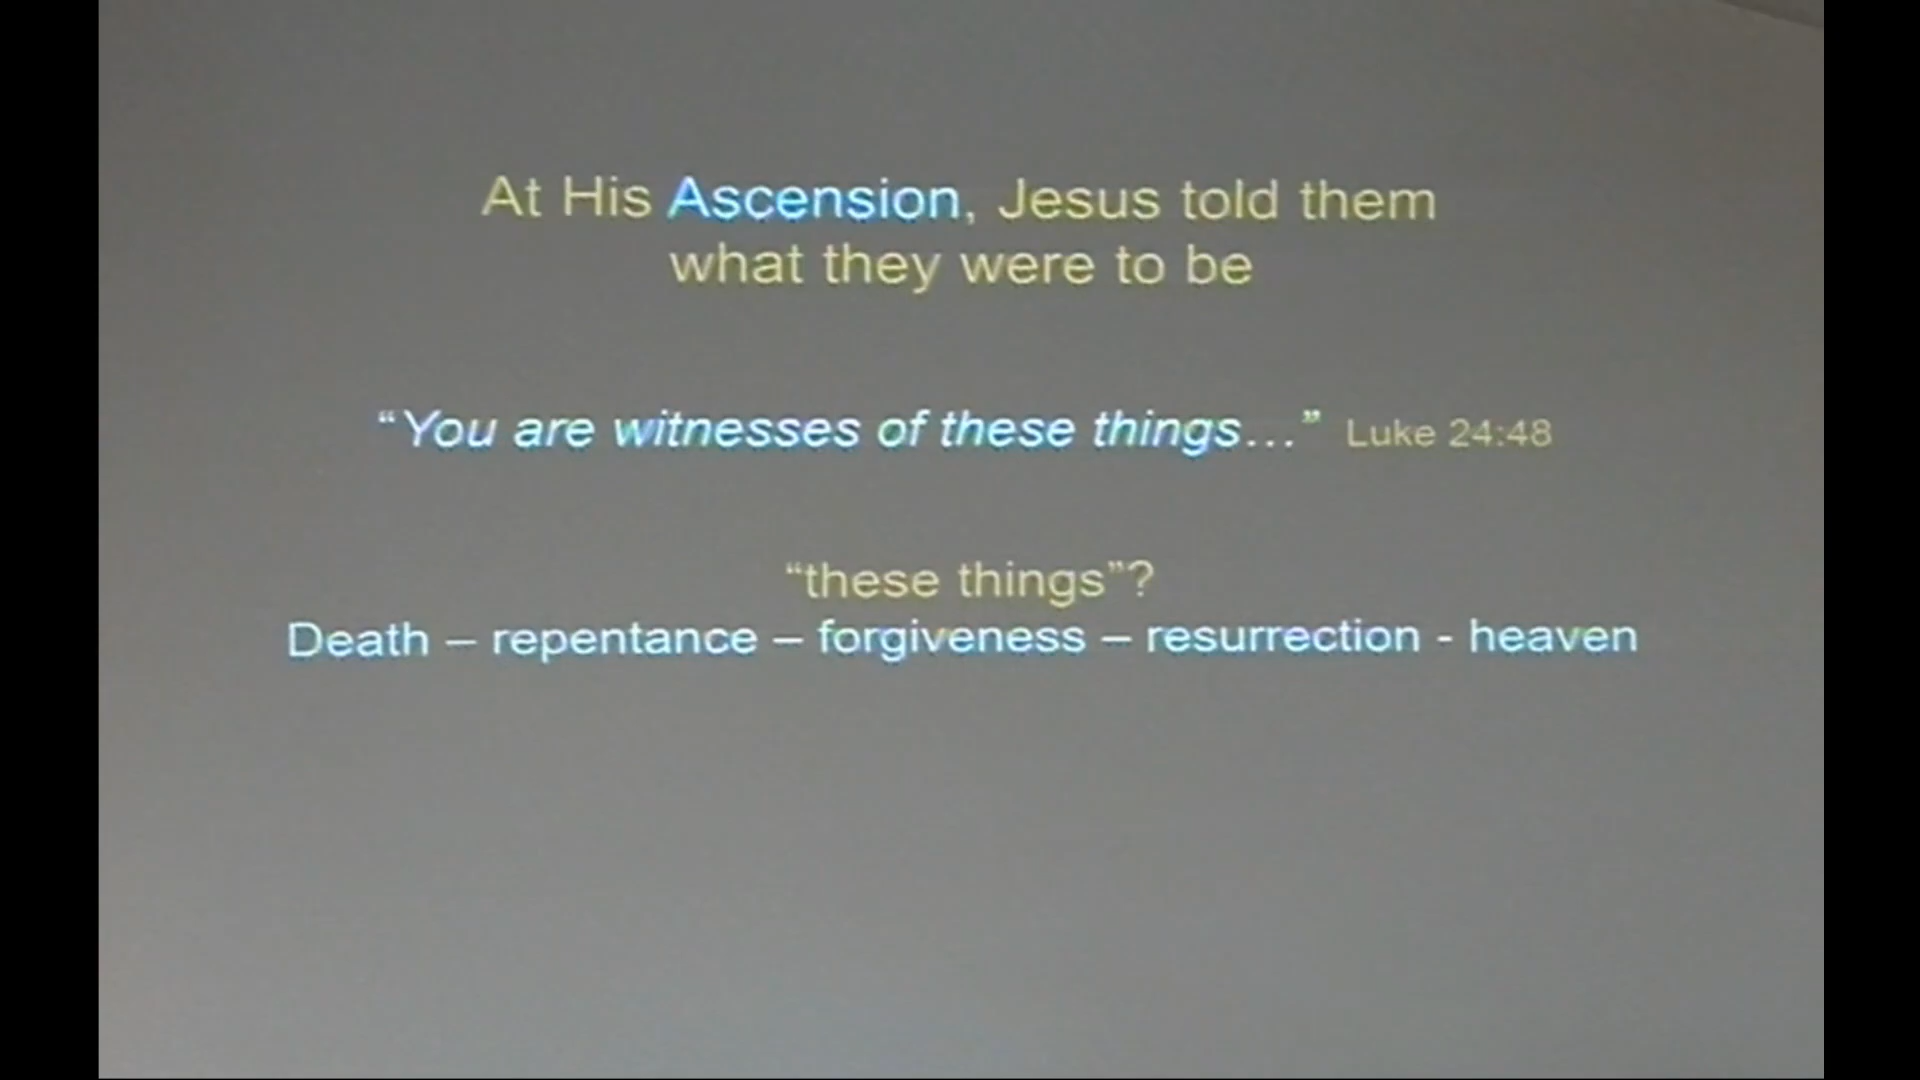 At His Ascension, Jesus told them
what they were to be
“You are witnesses of these things…” Luke 24:48
“these things”?
Death – repentance – forgiveness – resurrection - heaven